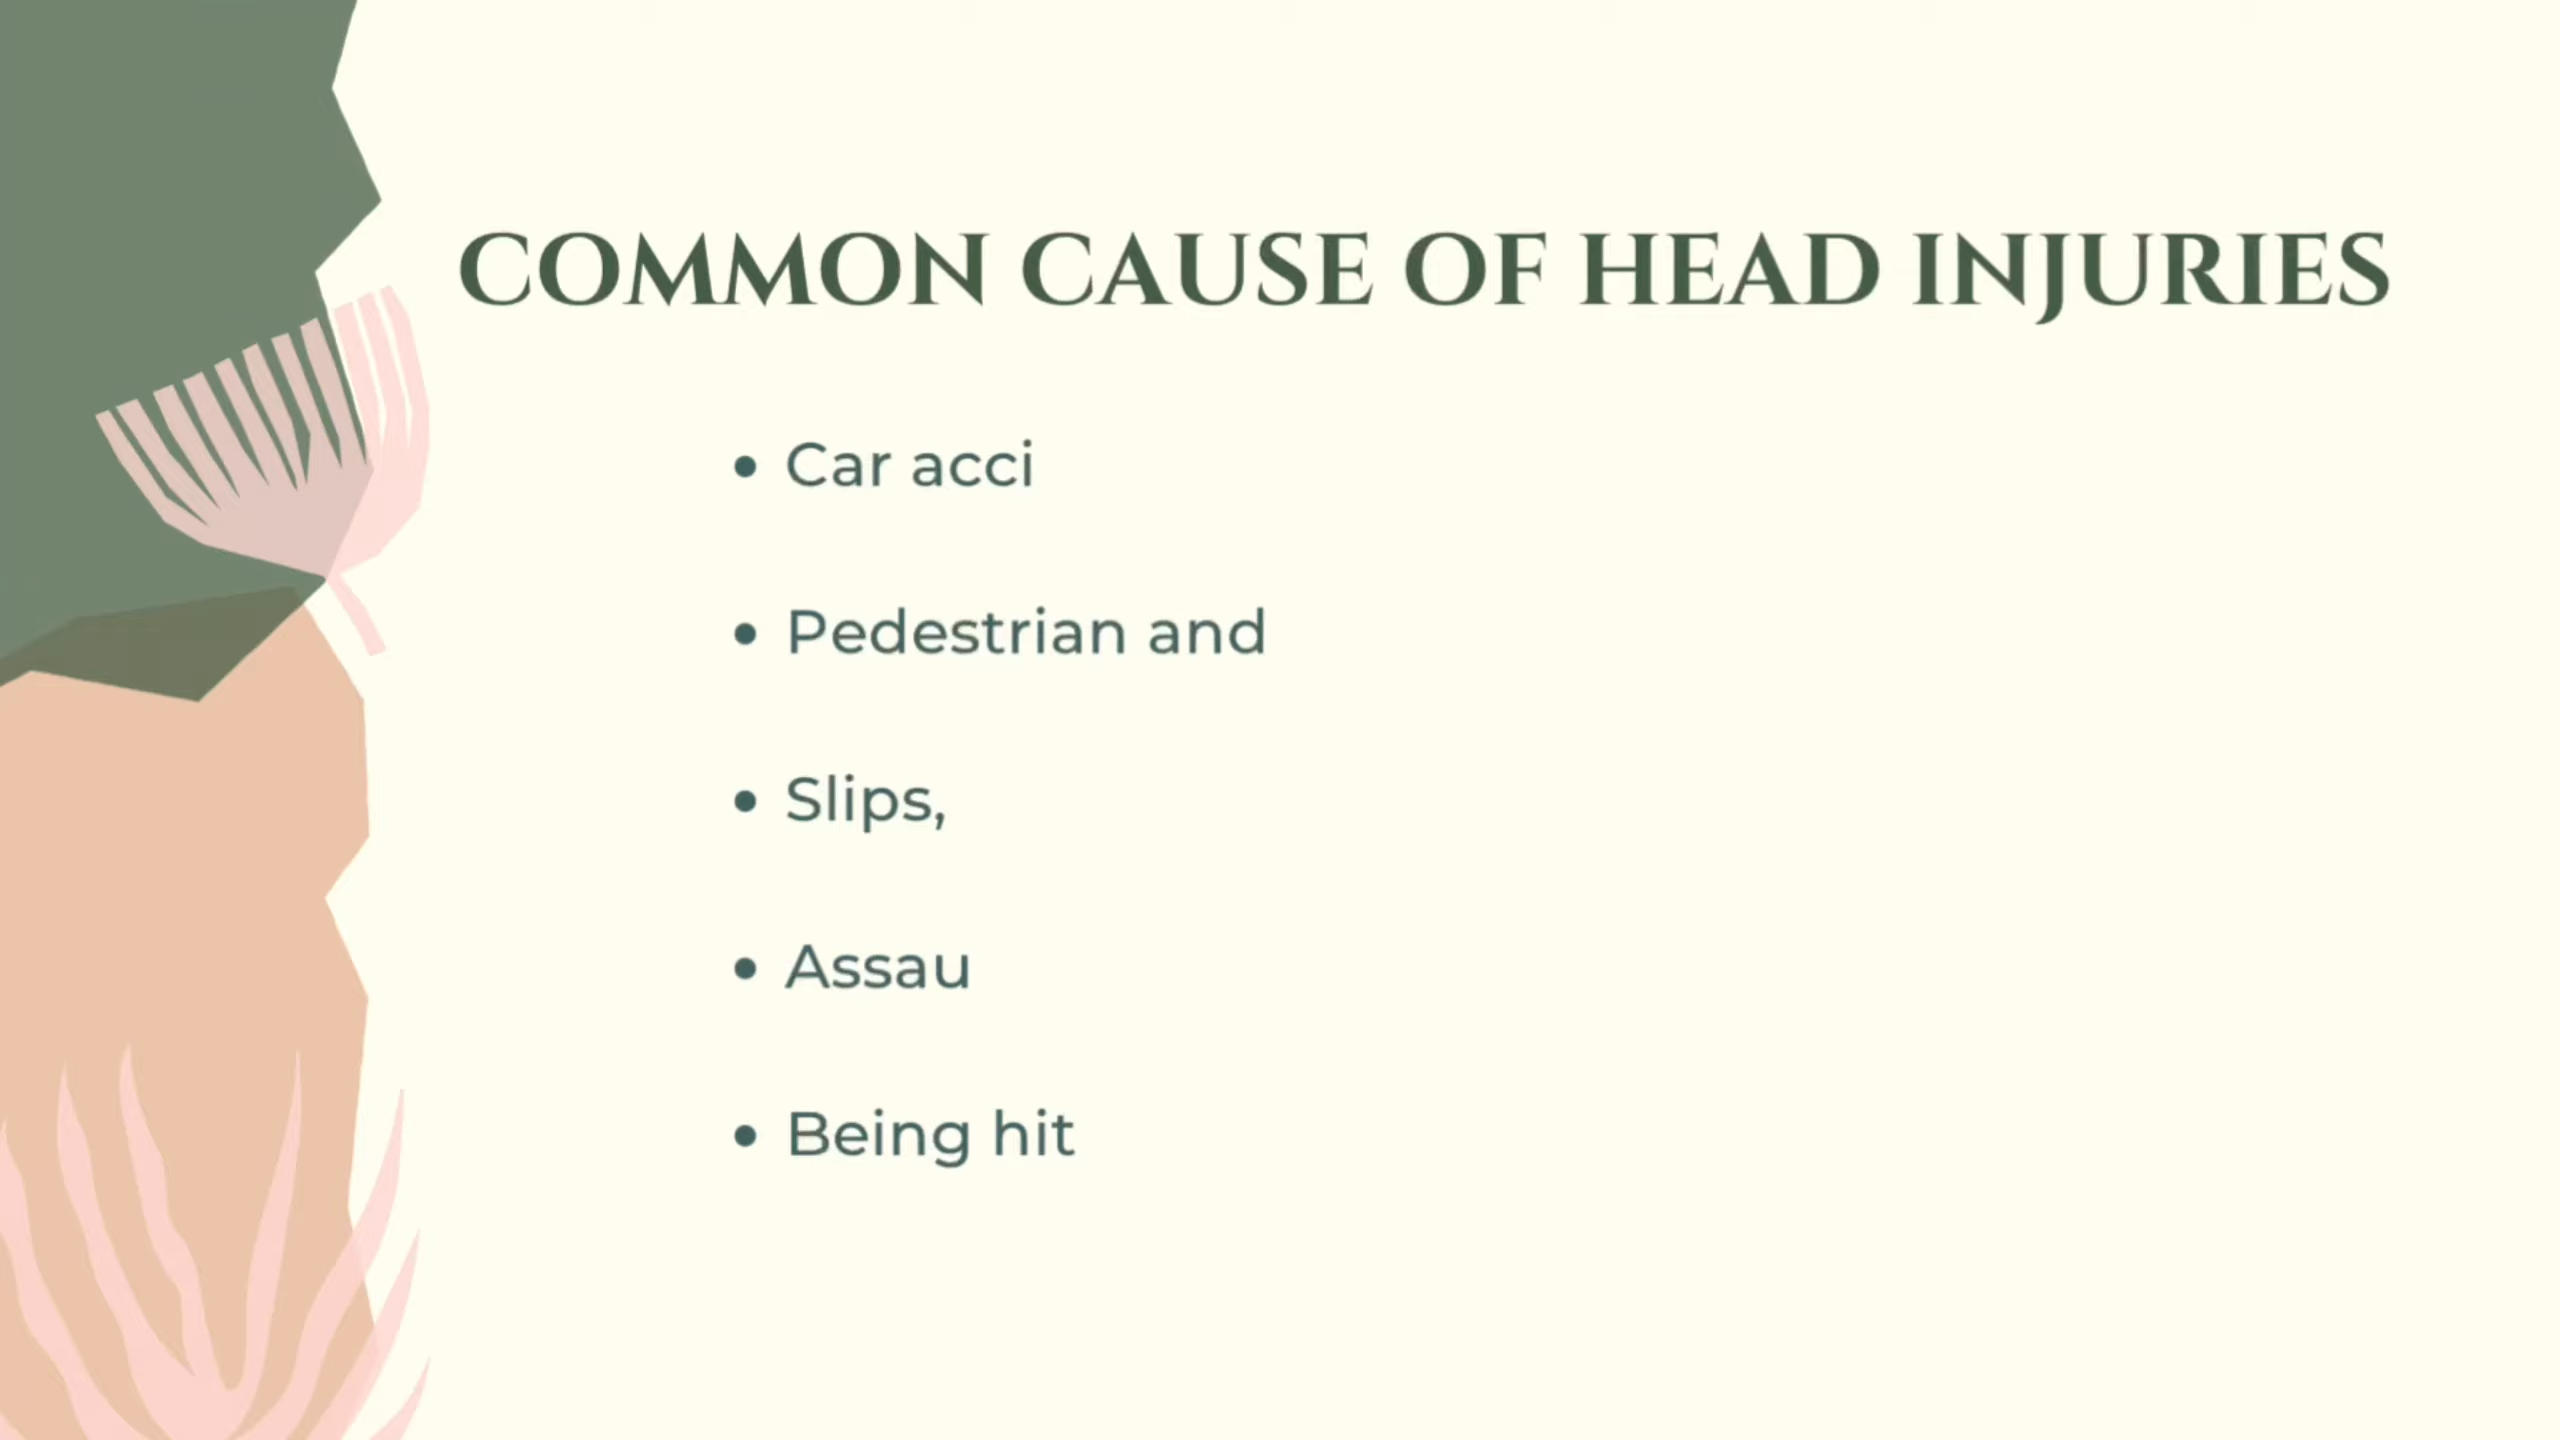 COMMON CAUSE OF HEAD INJURIES
• Car acci
• Pedestrian and
• Slips,
• Assau
• Being hit